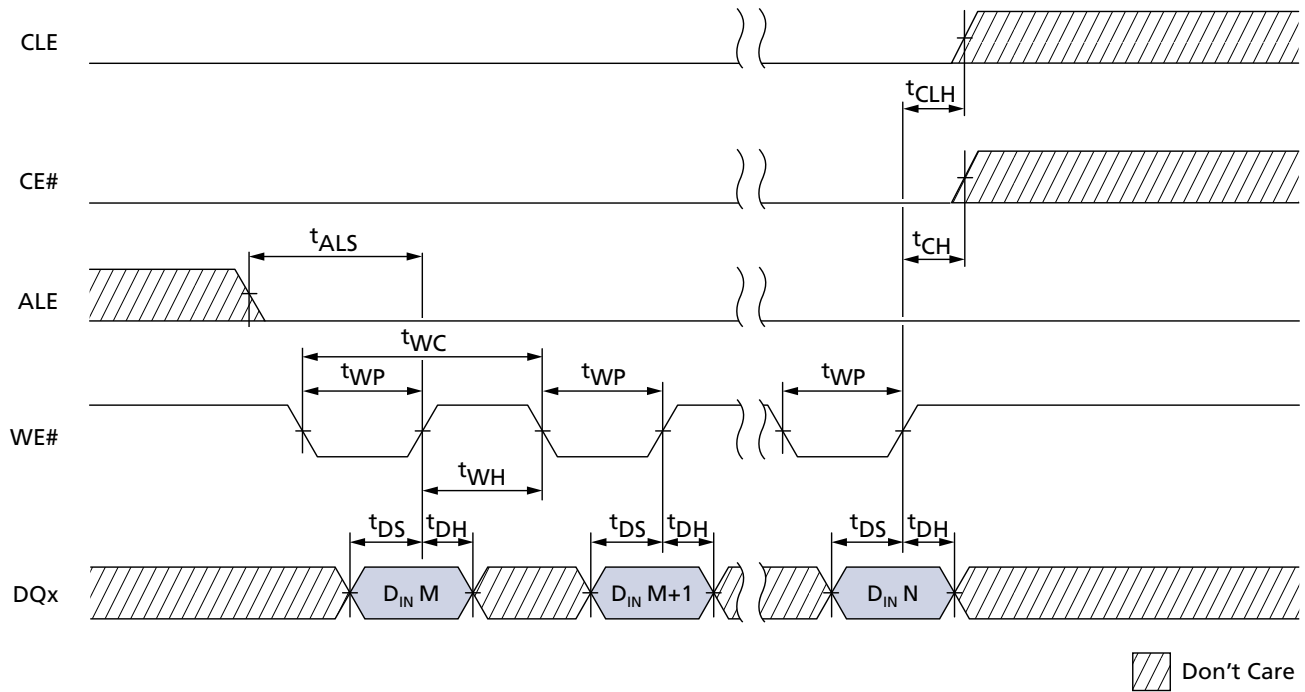 CLE
tCLH
CE#
tCH
tALS
ALE
tWC
tWP tWP tWP
WE#
tWH
tDS tDH tDS tDH tDS tDH
DQx DIN M DIN M+1 DIN N
Don't Care